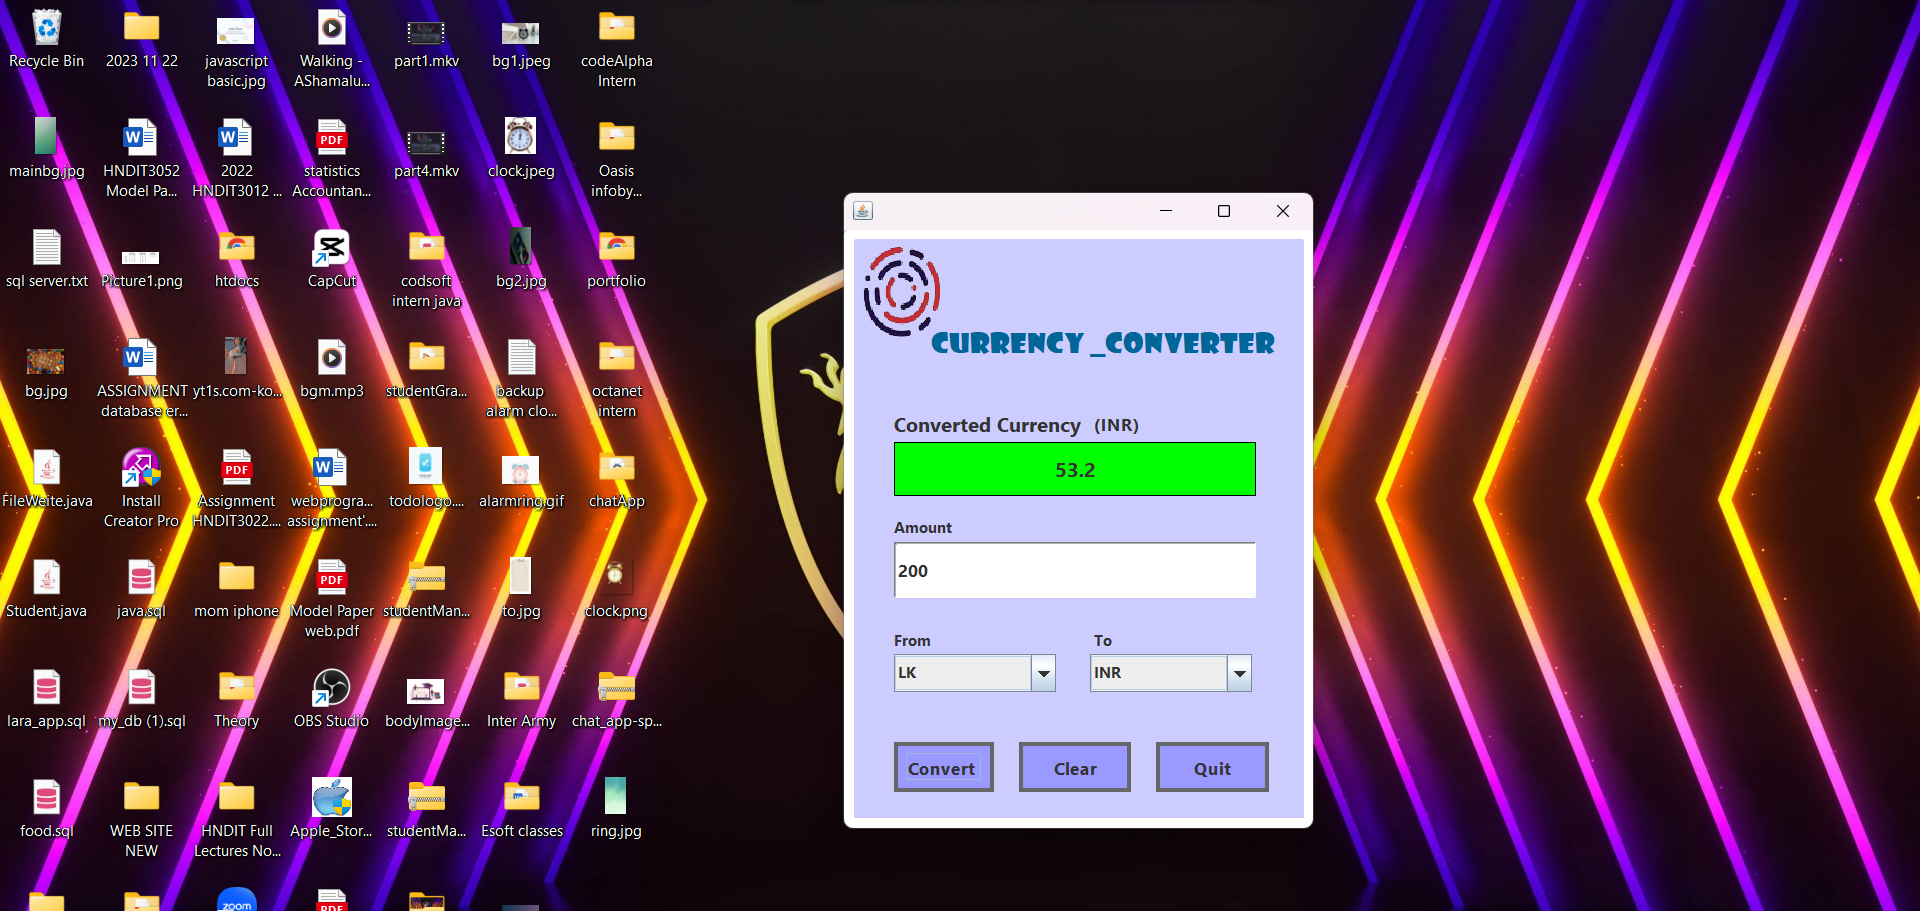 Recycle Bin
2023 11 22
javascript
basic.jpg
Walking -
AShamalu...
part1.mkv
bg1.jpeg
codeAlpha
Intern
mainbg.jpg
HNDIT3052
Model Pa...
2022
HNDIT3012 ...
statistics
Accountan...
part4.mkv
clock.jpeg
Oasis
infoby...
sql server.txt
Picture1.png
htdocs
CapCut
codsoft
intern java
bg2.jpg
portfolio
bg.jpg
ASSIGNMENT
database er...
yt1s.com-ko...
bgm.mp3
studentGra...
backup
alarm clo...
octanet
intern
FileWeite.java
Install
Creator Pro
Assignment
HNDIT3022....
webprogra...
assignment'....
todologo....
alarmring.gif
chatApp
Student.java
java.sql
mom iphone
Model Paper
web.pdf
studentMan...
to.jpg
clock.png
lara_app.sql
my_db (1).sql
Theory
OBS Studio
bodyImage...
Inter Army
chat_app-sp...
food.sql
WEB SITE
NEW
HNDIT Full
Lectures No...
Apple_Stor...
studentMa...
Esoft classes
ring.jpg
zoom
PDF
CURRENCY _CONVERTER
Converted Currency (INR)
53.2
Amount
200
From
To
LK
INR
Convert
Clear
Quit